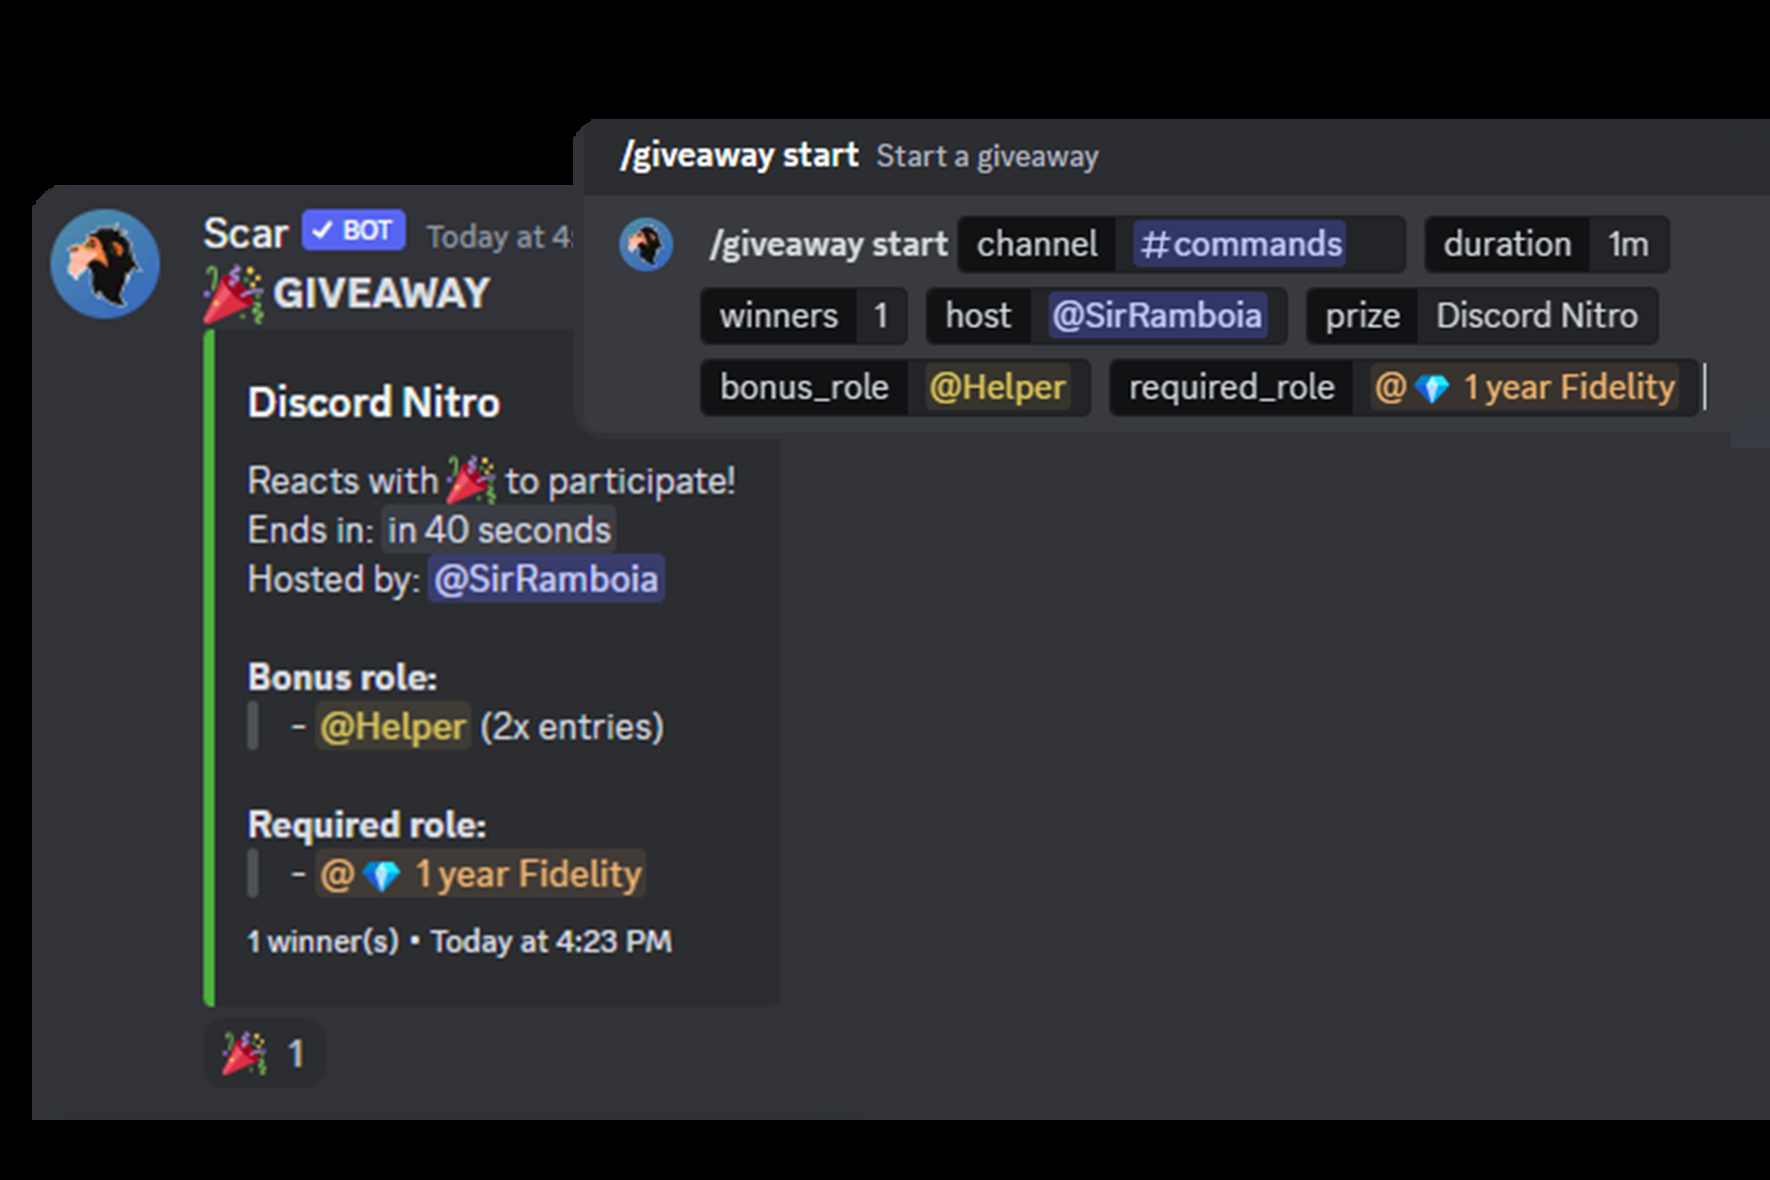 /giveaway start Start a giveaway
/giveaway start channel #commands duration 1m
winners 1 host @SirRamboia prize Discord Nitro
bonus_role @Helper required_role @💎 1 year Fidelity
Scar ✓ BOT Today at 4:
🎉 GIVEAWAY
Discord Nitro
Reacts with 🎉 to participate!
Ends in: in 40 seconds
Hosted by: @SirRamboia
Bonus role:
- @Helper (2x entries)
Required role:
- @💎 1 year Fidelity
1 winner(s) • Today at 4:23 PM
🎉 1